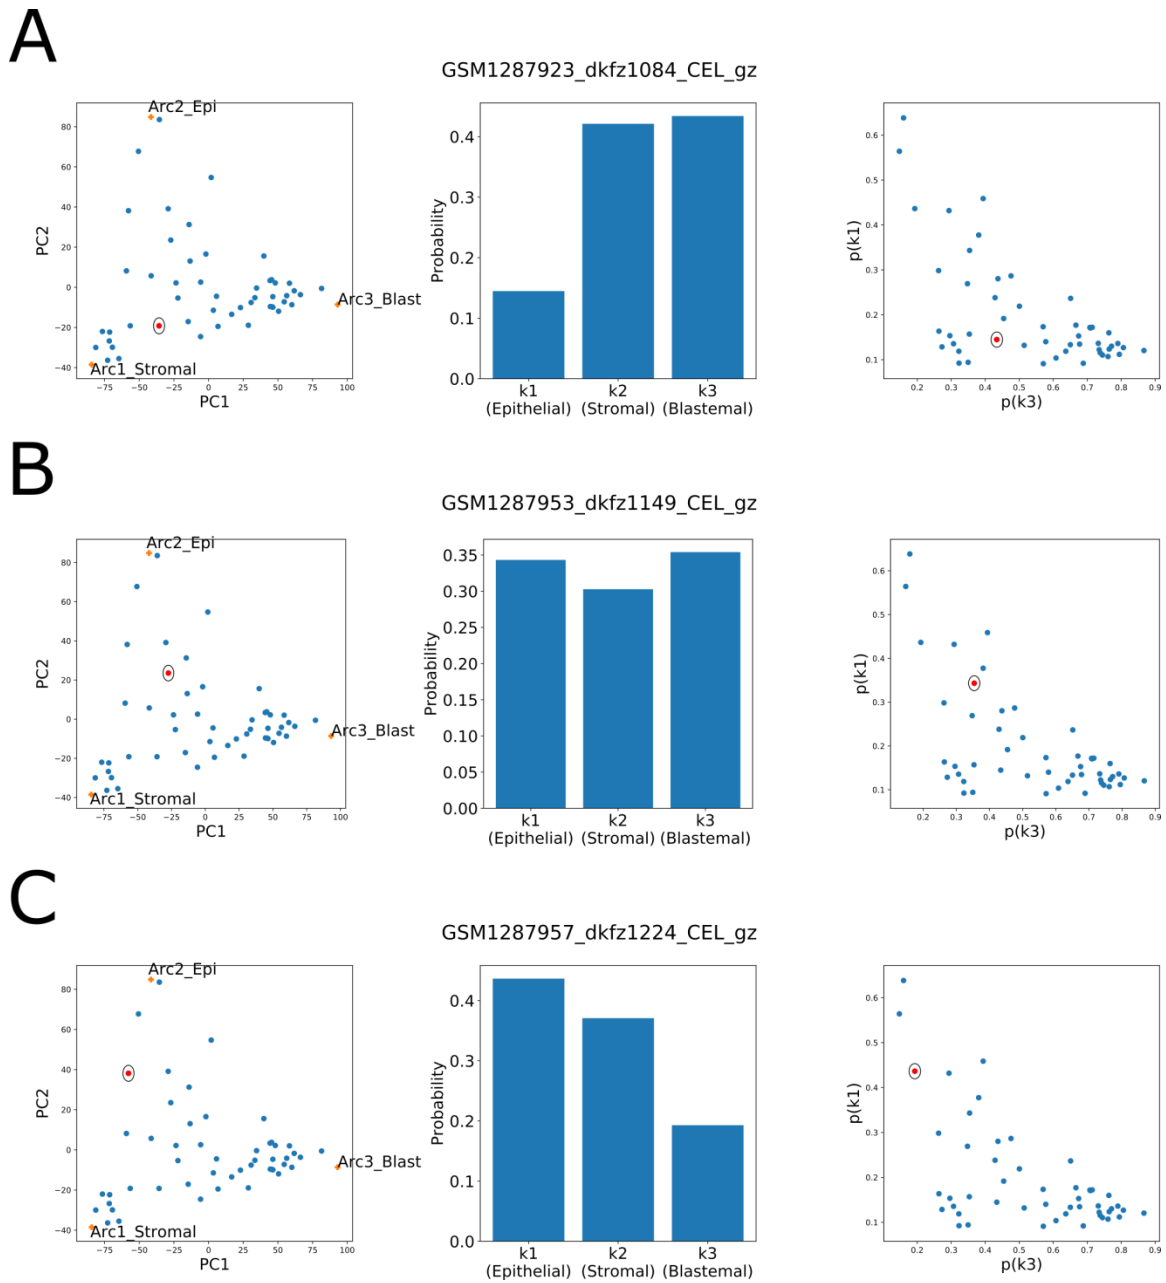 A
GSM1287923_dkfz1084_CEL_gz
Arc2_Epi
80
60
40
20
0
−20
−40
PC2
Arc3_Blast
Arc1_Stromal
−75
−50
−25
0
25
50
75
100
PC1
0.4
0.3
0.2
0.1
0.0
Probability
k1
(Epithelial)
k2
(Stromal)
k3
(Blastemal)
0.6
0.5
0.4
0.3
0.2
0.1
p(k1)
0.2
0.3
0.4
0.5
0.6
0.7
0.8
0.9
p(k3)
B
GSM1287953_dkfz1149_CEL_gz
Arc2_Epi
80
60
40
20
0
−20
−40
PC2
Arc3_Blast
Arc1_Stromal
−75
−50
−25
0
25
50
75
100
PC1
0.35
0.30
0.25
0.20
0.15
0.10
0.05
0.00
Probability
k1
(Epithelial)
k2
(Stromal)
k3
(Blastemal)
0.6
0.5
0.4
0.3
0.2
0.1
p(k1)
0.2
0.3
0.4
0.5
0.6
0.7
0.8
0.9
p(k3)
C
GSM1287957_dkfz1224_CEL_gz
Arc2_Epi
80
60
40
20
0
−20
−40
PC2
Arc3_Blast
Arc1_Stromal
−75
−50
−25
0
25
50
75
100
PC1
0.4
0.3
0.2
0.1
0.0
Probability
k1
(Epithelial)
k2
(Stromal)
k3
(Blastemal)
0.6
0.5
0.4
0.3
0.2
0.1
p(k1)
0.2
0.3
0.4
0.5
0.6
0.7
0.8
0.9
p(k3)